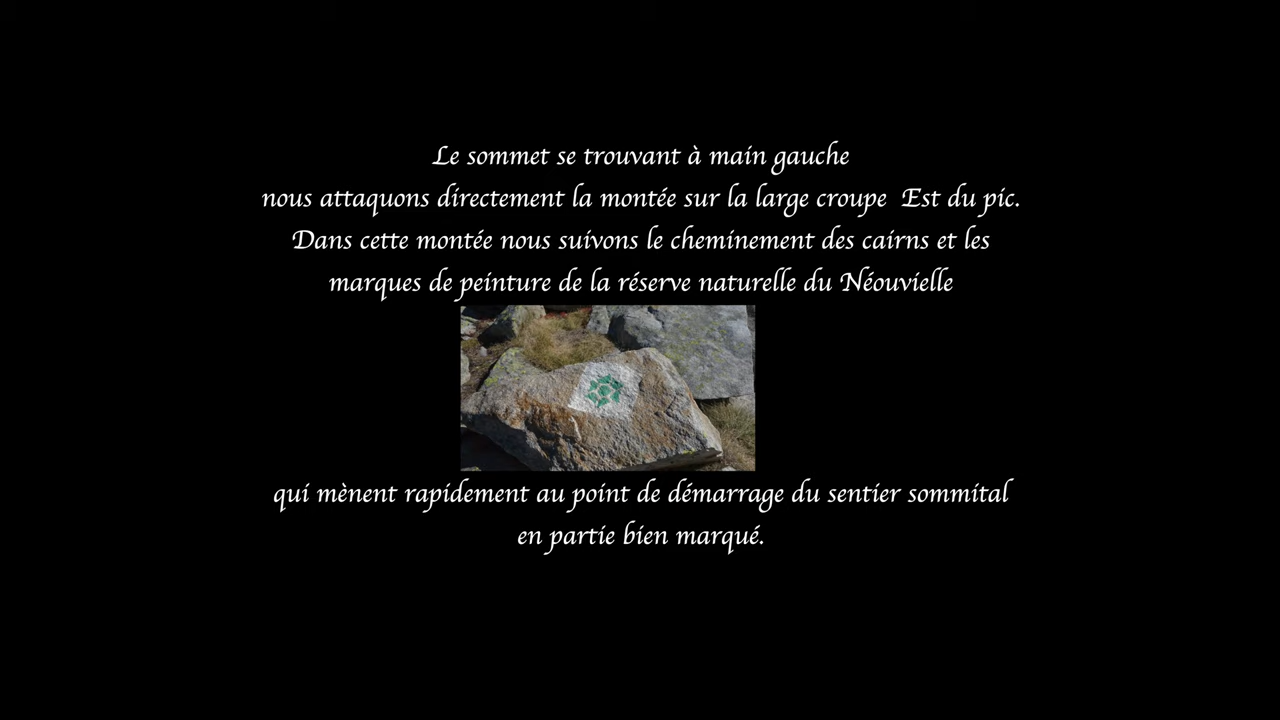 Le sommet se trouvant à main gauche
nous attaquons directement la montée sur la large croupe Est du pic.
Dans cette montée nous suivons le cheminement des cairns et les
marques de peinture de la réserve naturelle du Néouvielle
qui mènent rapidement au point de démarrage du sentier sommital
en partie bien marqué.